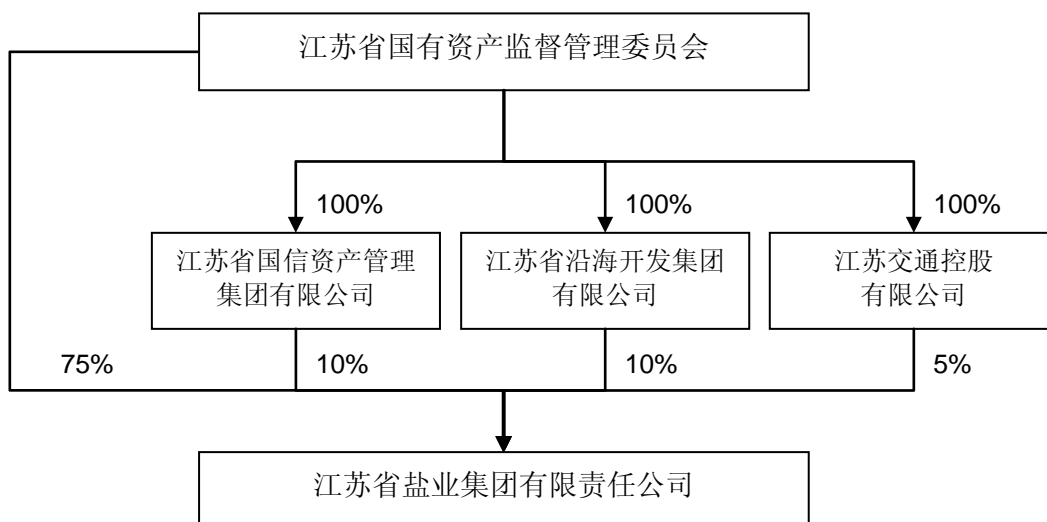 江苏省国有资产监督管理委员会
100%
100%
100%
江苏省国信资产管理
集团有限公司
江苏省沿海开发集团
有限公司
江苏交通控股
有限公司
75%
10%
10%
5%
江苏省盐业集团有限责任公司